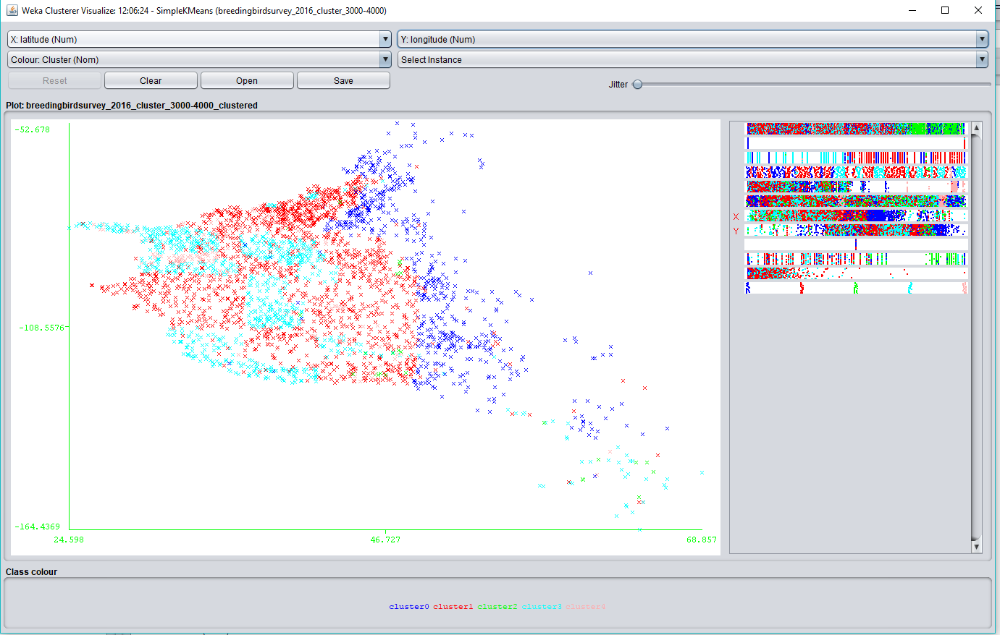 Weka Clusterer Visualize: 12:06:24 - SimpleKMeans (breedingbirdsurvey_2016_cluster_3000-4000)
X: latitude (Num)
Y: longitude (Num)
Colour: Cluster (Nom)
Select Instance
Reset
Clear
Open
Save
Jitter
Plot: breedingbirdsurvey_2016_cluster_3000-4000_clustered
-52.678
-108.5576
-164.4369
24.598
46.727
68.857
X
Y
Class colour
cluster0 cluster1 cluster2 cluster3 cluster4